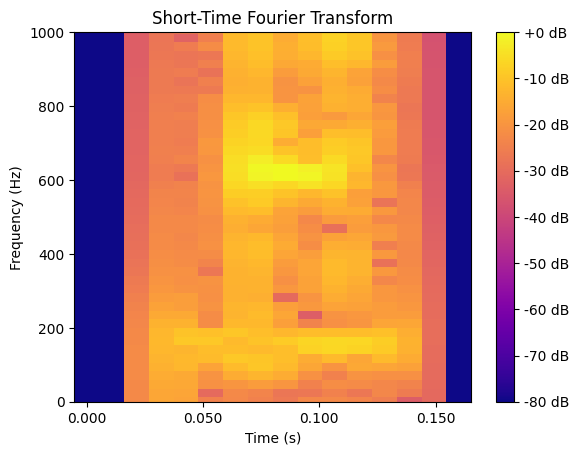 Short-Time Fourier Transform
1000
800
600
400
200
0
Frequency (Hz)
0.000
0.050
0.100
0.150
Time (s)
+0 dB
-10 dB
-20 dB
-30 dB
-40 dB
-50 dB
-60 dB
-70 dB
-80 dB